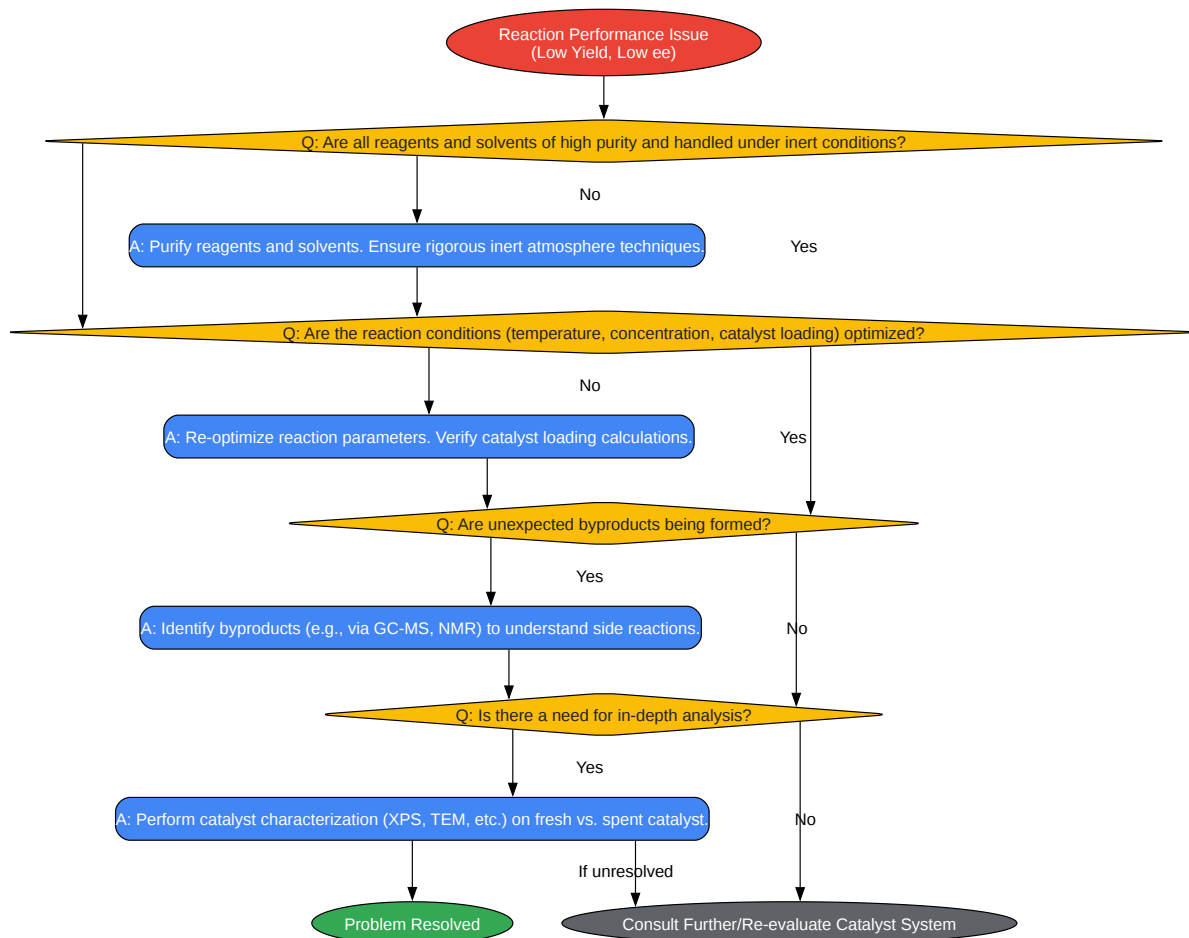 Reaction Performance Issue
(Low Yield, Low ee)
Q: Are all reagents and solvents of high purity and handled under inert conditions?
No
A: Purify reagents and solvents. Ensure rigorous inert atmosphere techniques.
Yes
Q: Are the reaction conditions (temperature, concentration, catalyst loading) optimized?
No
A: Re-optimize reaction parameters. Verify catalyst loading calculations.
Yes
Q: Are unexpected byproducts being formed?
Yes
A: Identify byproducts (e.g., via GC-MS, NMR) to understand side reactions.
No
Q: Is there a need for in-depth analysis?
Yes
A: Perform catalyst characterization (XPS, TEM, etc.) on fresh vs. spent catalyst.
No
If unresolved
Problem Resolved
Consult Further/Re-evaluate Catalyst System